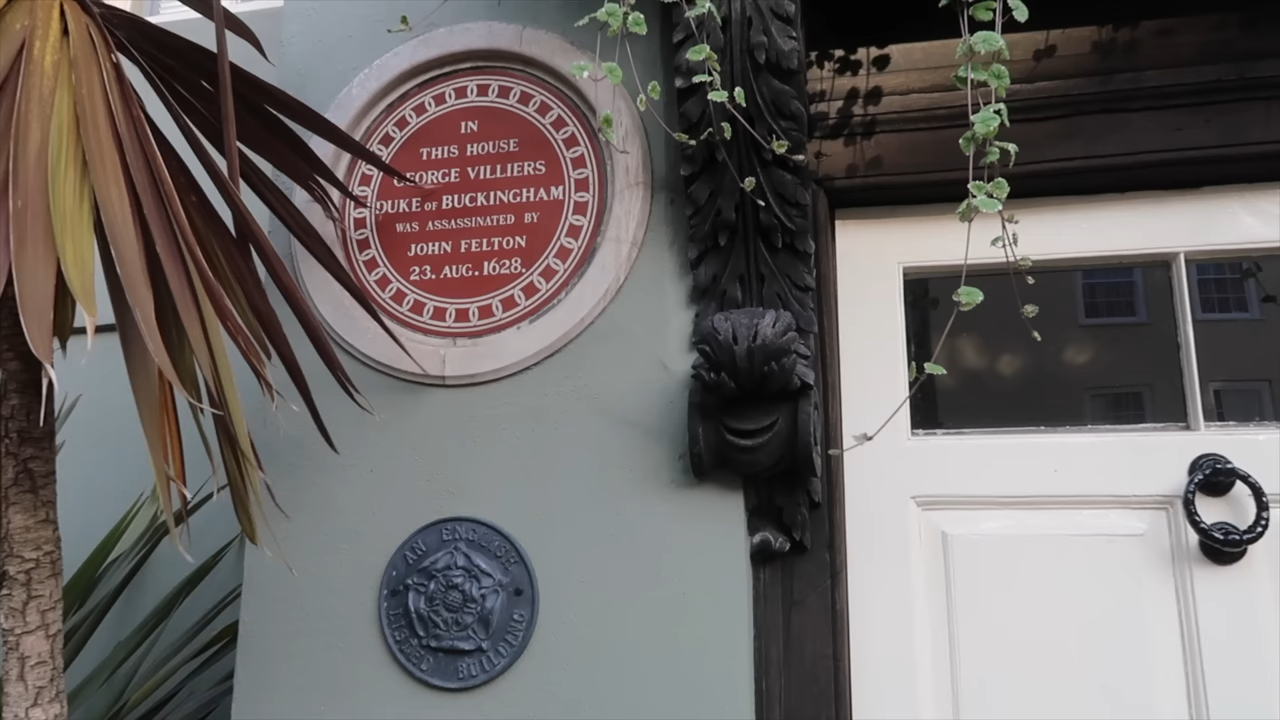 IN
THIS HOUSE
GEORGE VILLIERS
DUKE OF BUCKINGHAM
WAS ASSASSINATED BY
JOHN FELTON
23. AUG. 1628.
AN ENGLISH
LISTED BUILDING